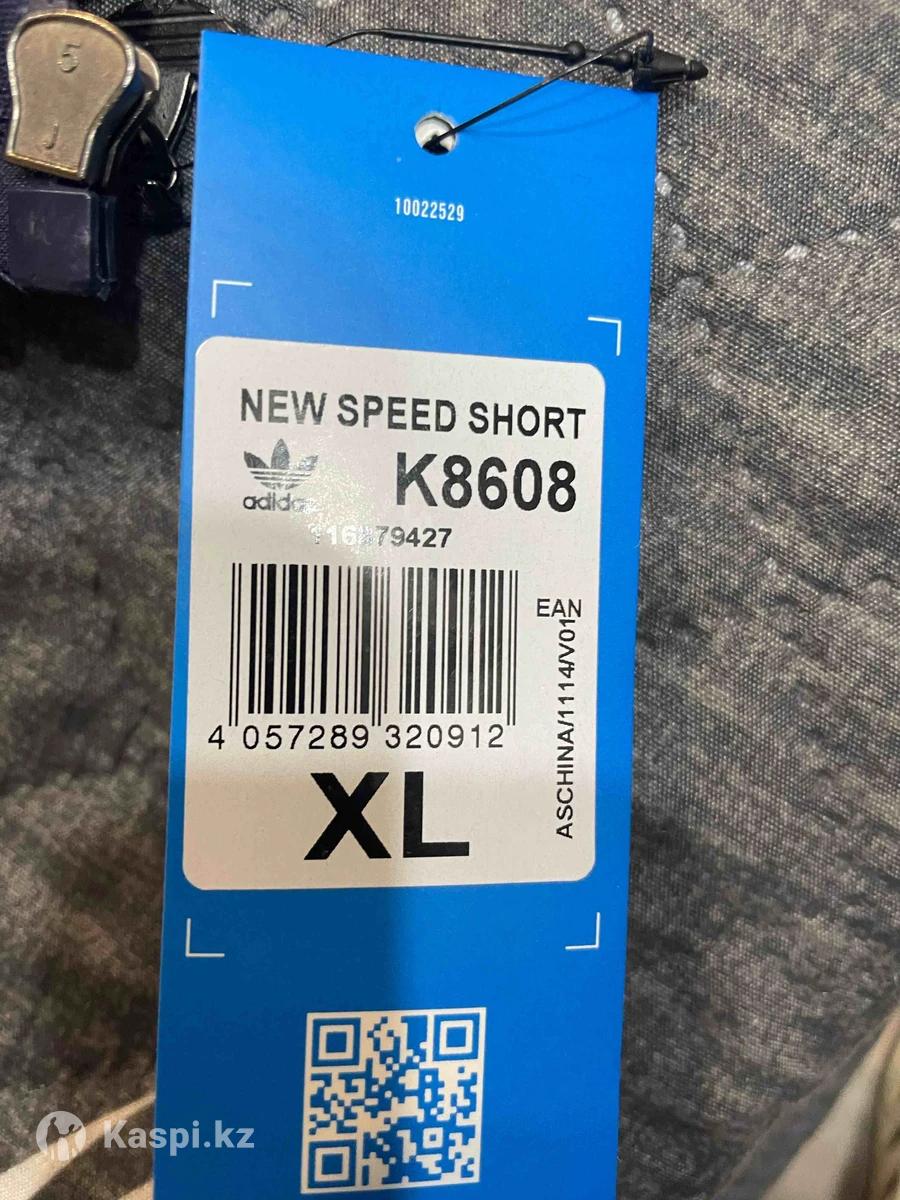 5
J
10022529
NEW SPEED SHORT
adidas
K8608
EAN
4 057289 320912
ASCHINA/1114/V01
XL
Kaspi.kz